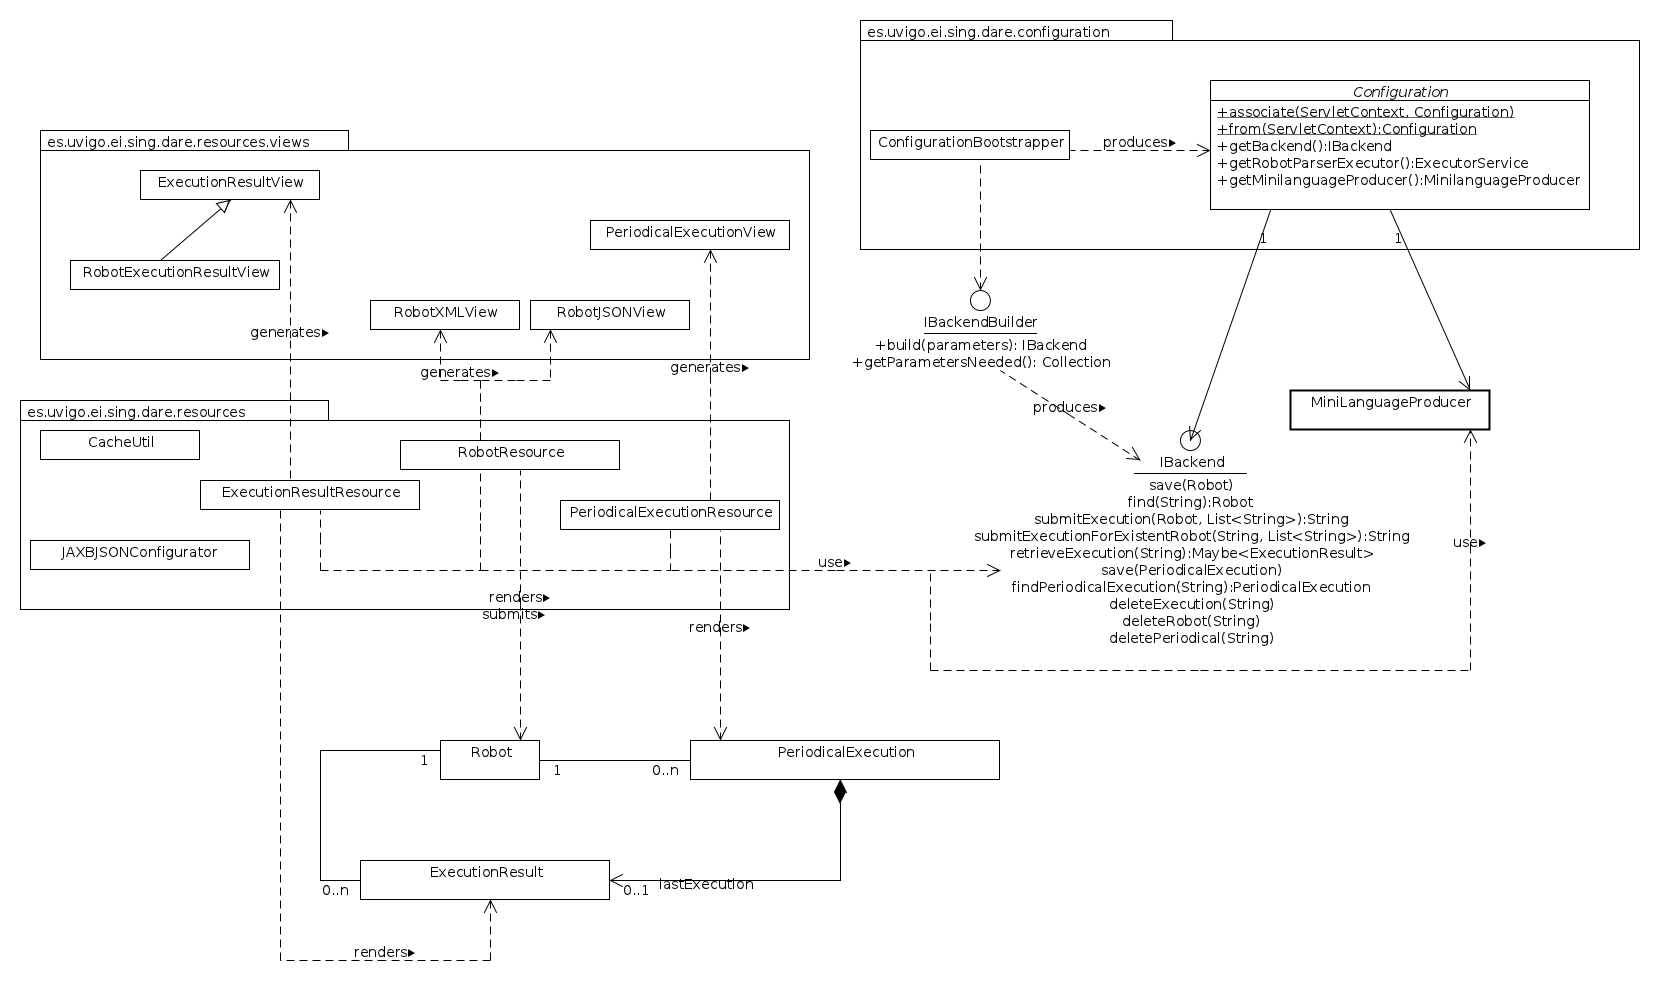 es.uvigo.ei.sing.dare.configuration
Configuration
+associate(ServletContext, Configuration)
+from(ServletContext):Configuration
+getBackend():IBackend
+getRobotParserExecutor():ExecutorService
+getMinilanguageProducer():MinilanguageProducer
ConfigurationBootstrapper
produces
es.uvigo.ei.sing.dare.resources.views
ExecutionResultView
PeriodicalExecutionView
RobotExecutionResultView
RobotXMLView
RobotJSONView
generates
generates
generates
1
1
IBackendBuilder
+build(parameters): IBackend
+getParametersNeeded(): Collection
produces
MiniLanguageProducer
es.uvigo.ei.sing.dare.resources
CacheUtil
RobotResource
ExecutionResultResource
PeriodicalExecutionResource
JAXBJSONConfigurator
use
IBackend
save(Robot)
find(String):Robot
submitExecution(Robot, List<String>):String
submitExecutionForExistentRobot(String, List<String>):String
retrieveExecution(String):Maybe<ExecutionResult>
save(PeriodicalExecution)
findPeriodicalExecution(String):PeriodicalExecution
deleteExecution(String)
deleteRobot(String)
deletePeriodical(String)
use
renders
submits
renders
Robot
PeriodicalExecution
1
1
0..n
ExecutionResult
0..n
0..1
lastExecution
renders